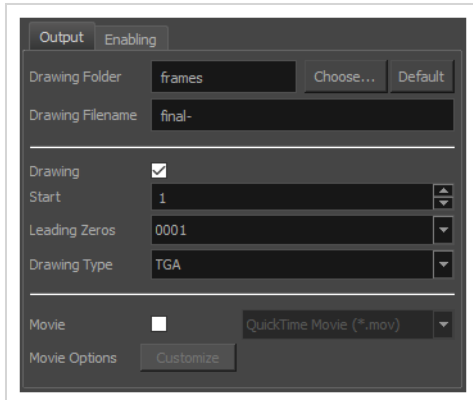 Output Enabling
Drawing Folder frames Choose... Default
Drawing Filename final-
Drawing
Start 1
Leading Zeros 0001
Drawing Type TGA
Movie QuickTime Movie (*.mov)
Movie Options Customize